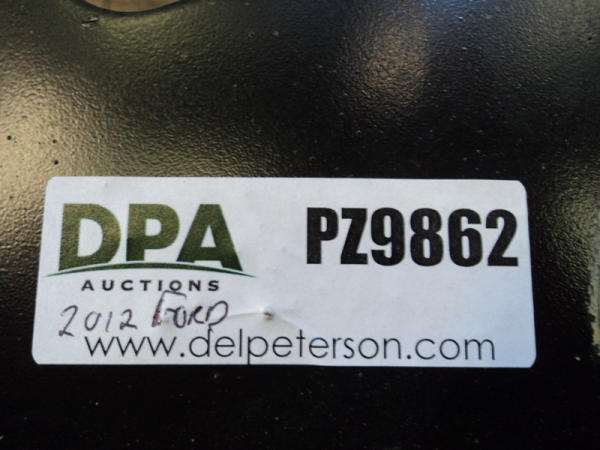 DPA
AUCTIONS
PZ9862
2012 FORD
www.delpeterson.com